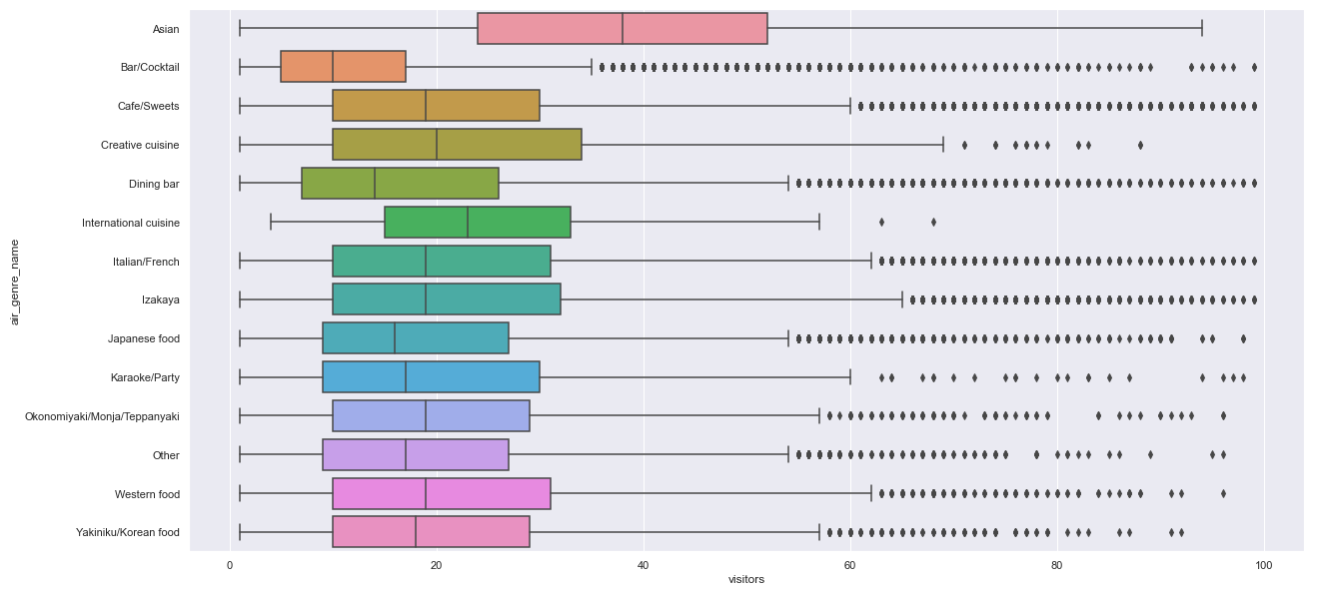 air_genre_name
Asian
Bar/Cocktail
Cafe/Sweets
Creative cuisine
Dining bar
International cuisine
Italian/French
Izakaya
Japanese food
Karaoke/Party
Okonomiyaki/Monja/Teppanyaki
Other
Western food
Yakiniku/Korean food
0 20 40 60 80 100
visitors